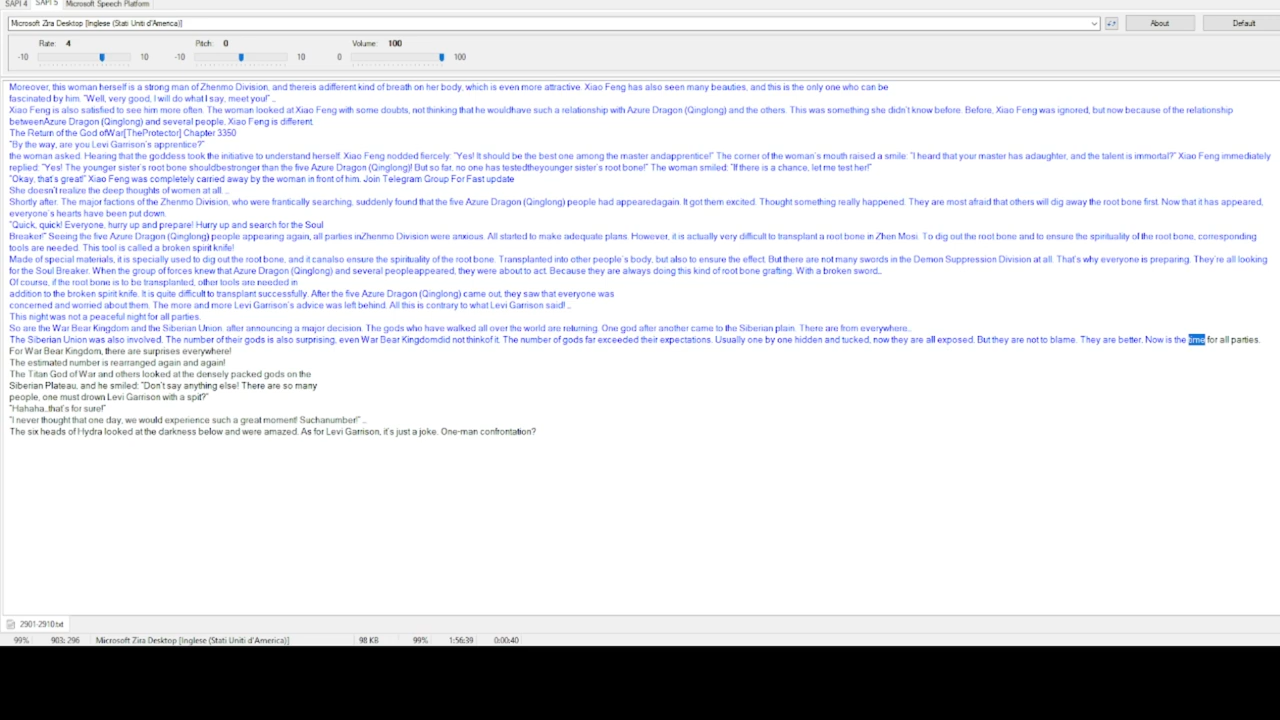 SAPI 4 SAPI 5 Microsoft Speech Platform
Microsoft Zira Desktop [Inglese (Stati Uniti d'America)] About Default
Rate: 4 Pitch: 0 Volume: 100
-10 10 -10 10 0 100
Moreover, this woman herself is a strong man of Zhenmo Division, and thereis adifferent kind of breath on her body, which is even more attractive. Xiao Feng has also seen many beauties, and this is the only one who can be
fascinated by him. "Well, very good, I will do what I say, meet you!" ..
Xiao Feng is also satisfied to see him more often. The woman looked at Xiao Feng with some doubts, not thinking that he wouldhave such a relationship with Azure Dragon (Qinglong) and the others. This was something she didn't know before. Before, Xiao Feng was ignored, but now because of the relationship
betweenAzure Dragon (Qinglong) and several people, Xiao Feng is different.
The Return of the God ofWar[TheProtector] Chapter 3350
"By the way, are you Levi Garrison's apprentice?"
the woman asked. Hearing that the goddess took the initiative to understand herself. Xiao Feng nodded fiercely: "Yes! It should be the best one among the master andapprentice!" The corner of the woman's mouth raised a smile: "I heard that your master has adaughter, and the talent is immortal?" Xiao Feng immediately
replied: "Yes! The younger sister's root bone shouldbestronger than the five Azure Dragon (Qinglong)! But so far, no one has testedtheyounger sister's root bone!" The woman smiled: "If there is a chance, let me test her!"
"Okay, that's great!" Xiao Feng was completely carried away by the woman in front of him. Join Telegram Group For Fast update
She doesn't realize the deep thoughts of women at all. ..
Shortly after. The major factions of the Zhenmo Division, who were frantically searching, suddenly found that the five Azure Dragon (Qinglong) people had appearedagain. It got them excited. Thought something really happened. They are most afraid that others will dig away the root bone first. Now that it has appeared,
everyone's hearts have been put down.
"Quick, quick! Everyone, hurry up and prepare! Hurry up and search for the Soul
Breaker!" Seeing the five Azure Dragon (Qinglong) people appearing again, all parties inZhenmo Division were anxious. All started to make adequate plans. However, it is actually very difficult to transplant a root bone in Zhen Mosi. To dig out the root bone and to ensure the spirituality of the root bone, corresponding
tools are needed. This tool is called a broken spirit knife!
Made of special materials, it is specially used to dig out the root bone, and it canalso ensure the spirituality of the root bone. Transplanted into other people's body, but also to ensure the effect. But there are not many swords in the Demon Suppression Division at all. That's why everyone is preparing. They're all looking
for the Soul Breaker. When the group of forces knew that Azure Dragon (Qinglong) and several peopleappeared, they were about to act. Because they are always doing this kind of root bone grafting. With a broken sword..
Of course, if the root bone is to be transplanted, other tools are needed in
addition to the broken spirit knife. It is quite difficult to transplant successfully. After the five Azure Dragon (Qinglong) came out, they saw that everyone was
concerned and worried about them. The more and more Levi Garrison's advice was left behind. All this is contrary to what Levi Garrison said! ..
This night was not a peaceful night for all parties.
So are the War Bear Kingdom and the Siberian Union. after announcing a major decision. The gods who have walked all over the world are returning. One god after another came to the Siberian plain. There are from everywhere..
The Siberian Union was also involved. The number of their gods is also surprising, even War Bear Kingdomdid not thinkof it. The number of gods far exceeded their expectations. Usually one by one hidden and tucked, now they are all exposed. But they are not to blame. They are better. Now is the time for all parties.
For War Bear Kingdom, there are surprises everywhere!
The estimated number is rearranged again and again!
The Titan God of War and others looked at the densely packed gods on the
Siberian Plateau, and he smiled: "Don't say anything else! There are so many
people, one must drown Levi Garrison with a spit?"
"Hahaha..that's for sure!"
"I never thought that one day, we would experience such a great moment! Suchanumber!" ..
The six heads of Hydra looked at the darkness below and were amazed. As for Levi Garrison, it's just a joke. One-man confrontation?
2901-2910.txt
99% 903; 296 Microsoft Zira Desktop [Inglese (Stati Uniti d'America)] 98 KB 99% 1:56:39 0:00:40